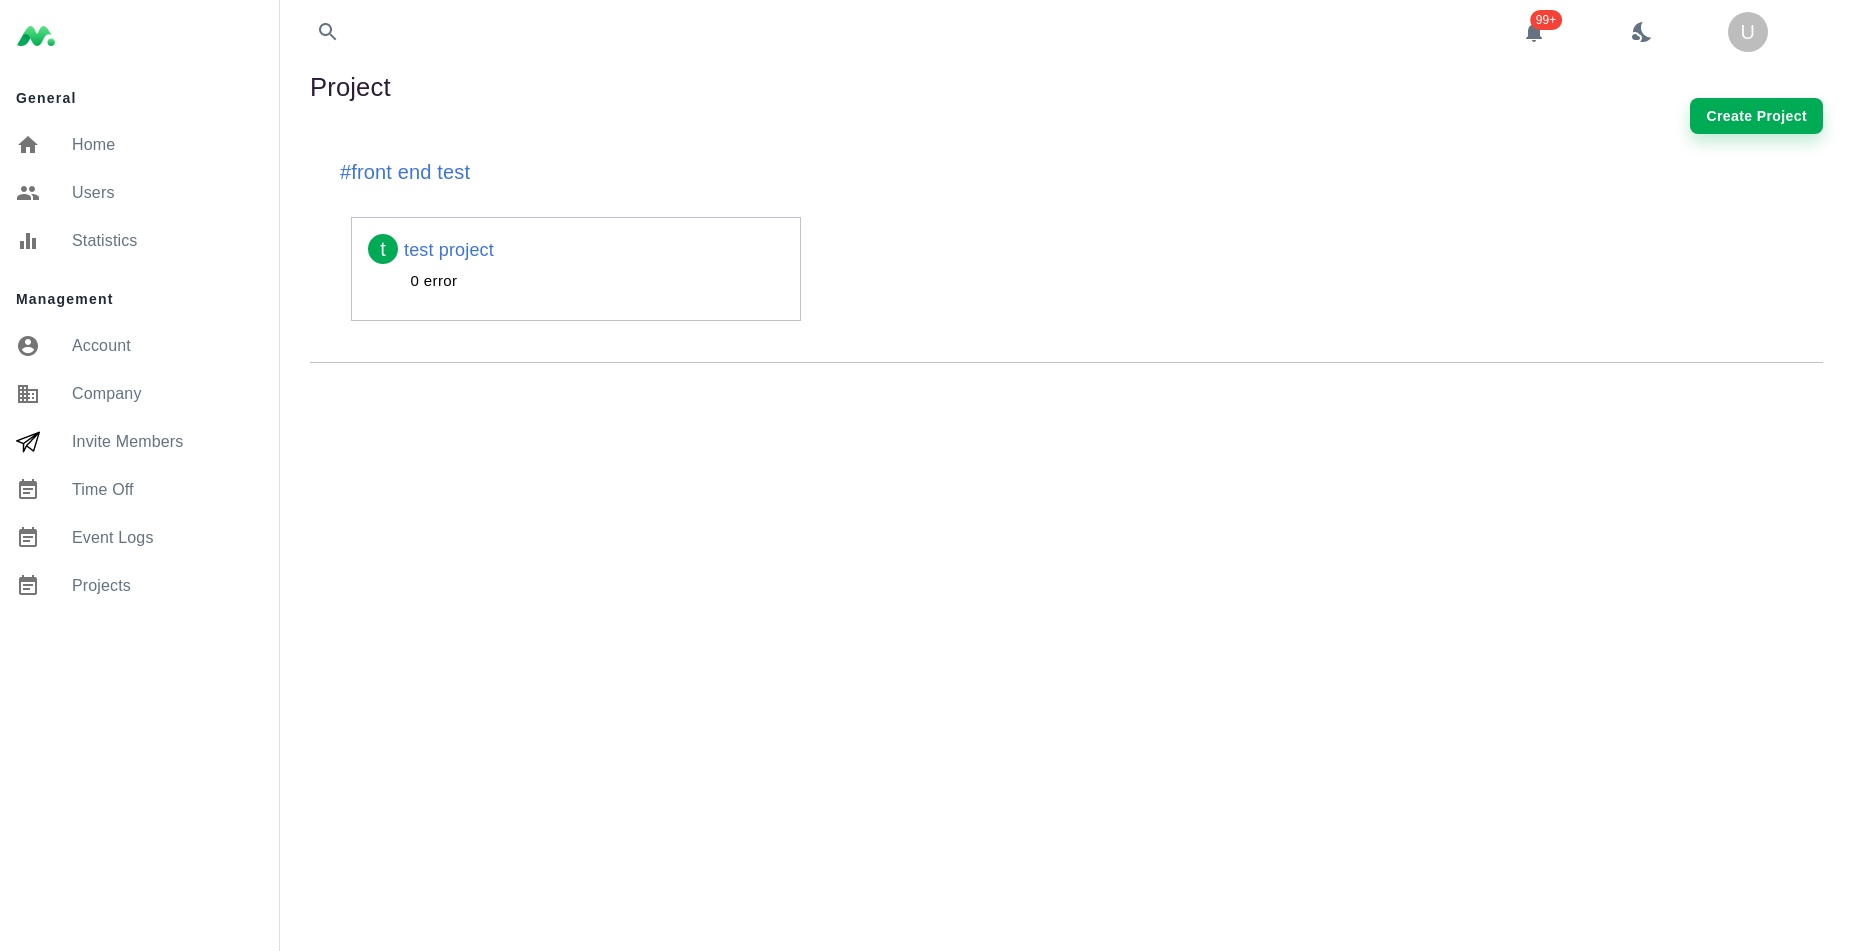 99+
U
Project
Create Project
General
Home
Users
Statistics
Management
Account
Company
Invite Members
Time Off
Event Logs
Projects
#front end test
t test project
0 error